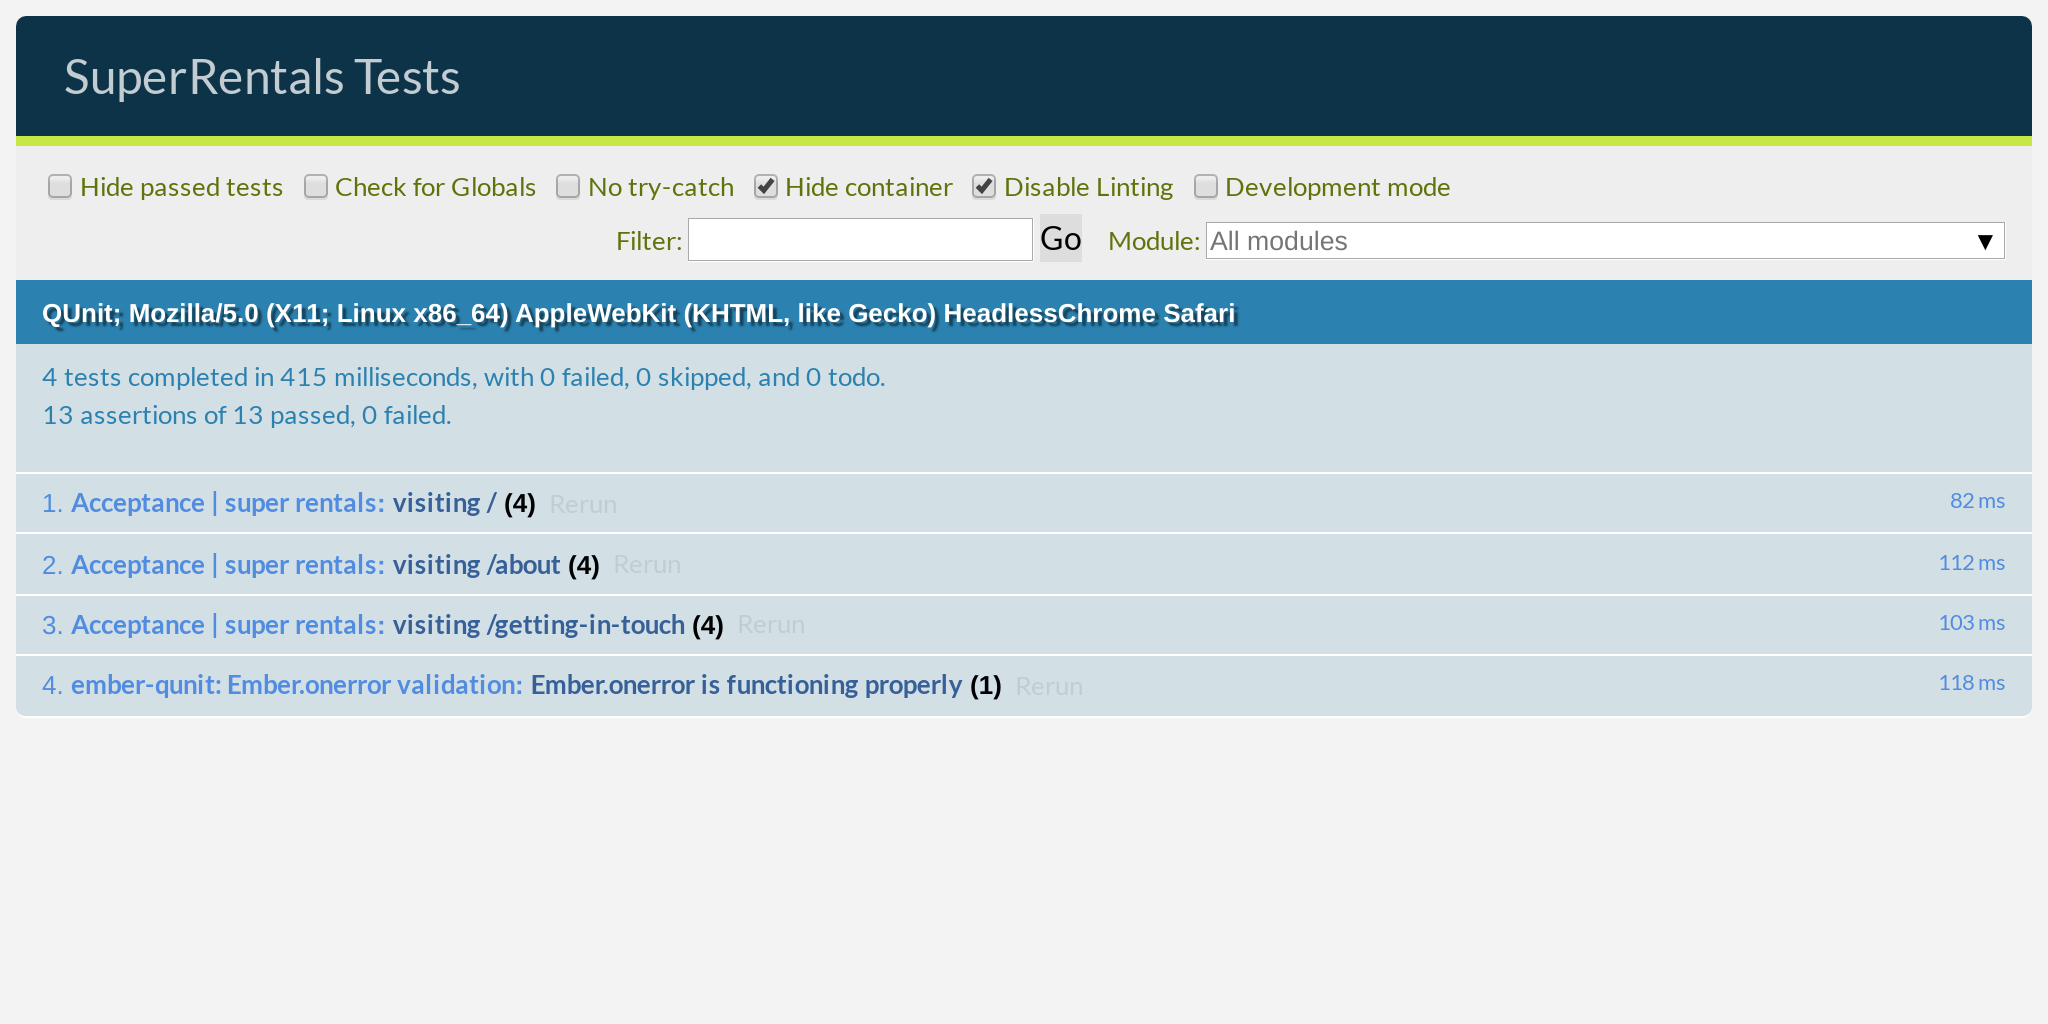 SuperRentals Tests
Hide passed tests Check for Globals No try-catch Hide container Disable Linting Development mode
Filter: Go Module: All modules ▼
QUnit; Mozilla/5.0 (X11; Linux x86_64) AppleWebKit (KHTML, like Gecko) HeadlessChrome Safari
4 tests completed in 415 milliseconds, with 0 failed, 0 skipped, and 0 todo.
13 assertions of 13 passed, 0 failed.
1. Acceptance | super rentals: visiting / (4) Rerun 82 ms
2. Acceptance | super rentals: visiting /about (4) Rerun 112 ms
3. Acceptance | super rentals: visiting /getting-in-touch (4) Rerun 103 ms
4. ember-qunit: Ember.onerror validation: Ember.onerror is functioning properly (1) Rerun 118 ms